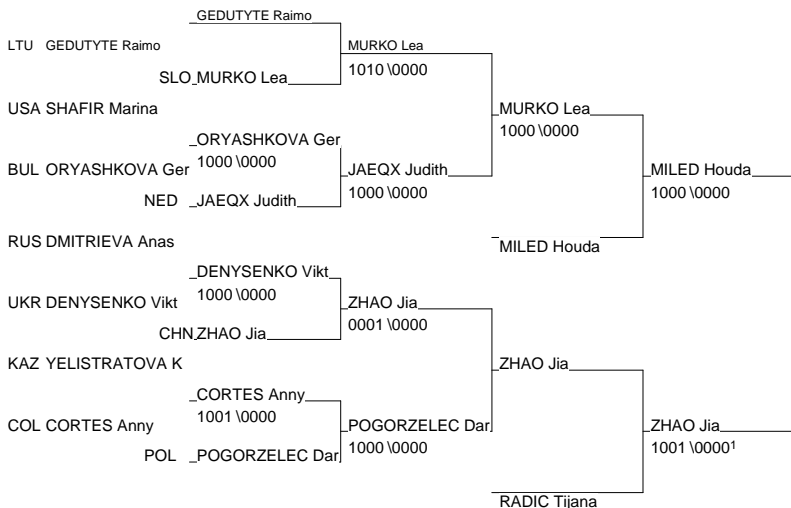 GEDUTYTE Raimo
LTU GEDUTYTE Raimo
MURKO Lea
1010 \0000
SLO MURKO Lea
USA SHAFIR Marina
MURKO Lea
1000 \0000
ORYASHKOVA Ger
1000 \0000
BUL ORYASHKOVA Ger
JAEQX Judith
1000 \0000
MILED Houda
1000 \0000
NED JAEQX Judith
RUS DMITRIEVA Anas
MILED Houda
DENYSENKO Vikt
1000 \0000
UKR DENYSENKO Vikt
ZHAO Jia
0001 \0000
CHN ZHAO Jia
KAZ YELISTRATOVA K
ZHAO Jia
CORTES Anny
1001 \0000
COL CORTES Anny
POGORZELEC Dar
1000 \0000
ZHAO Jia
1001 \0000¹
POL POGORZELEC Dar
RADIC Tijana